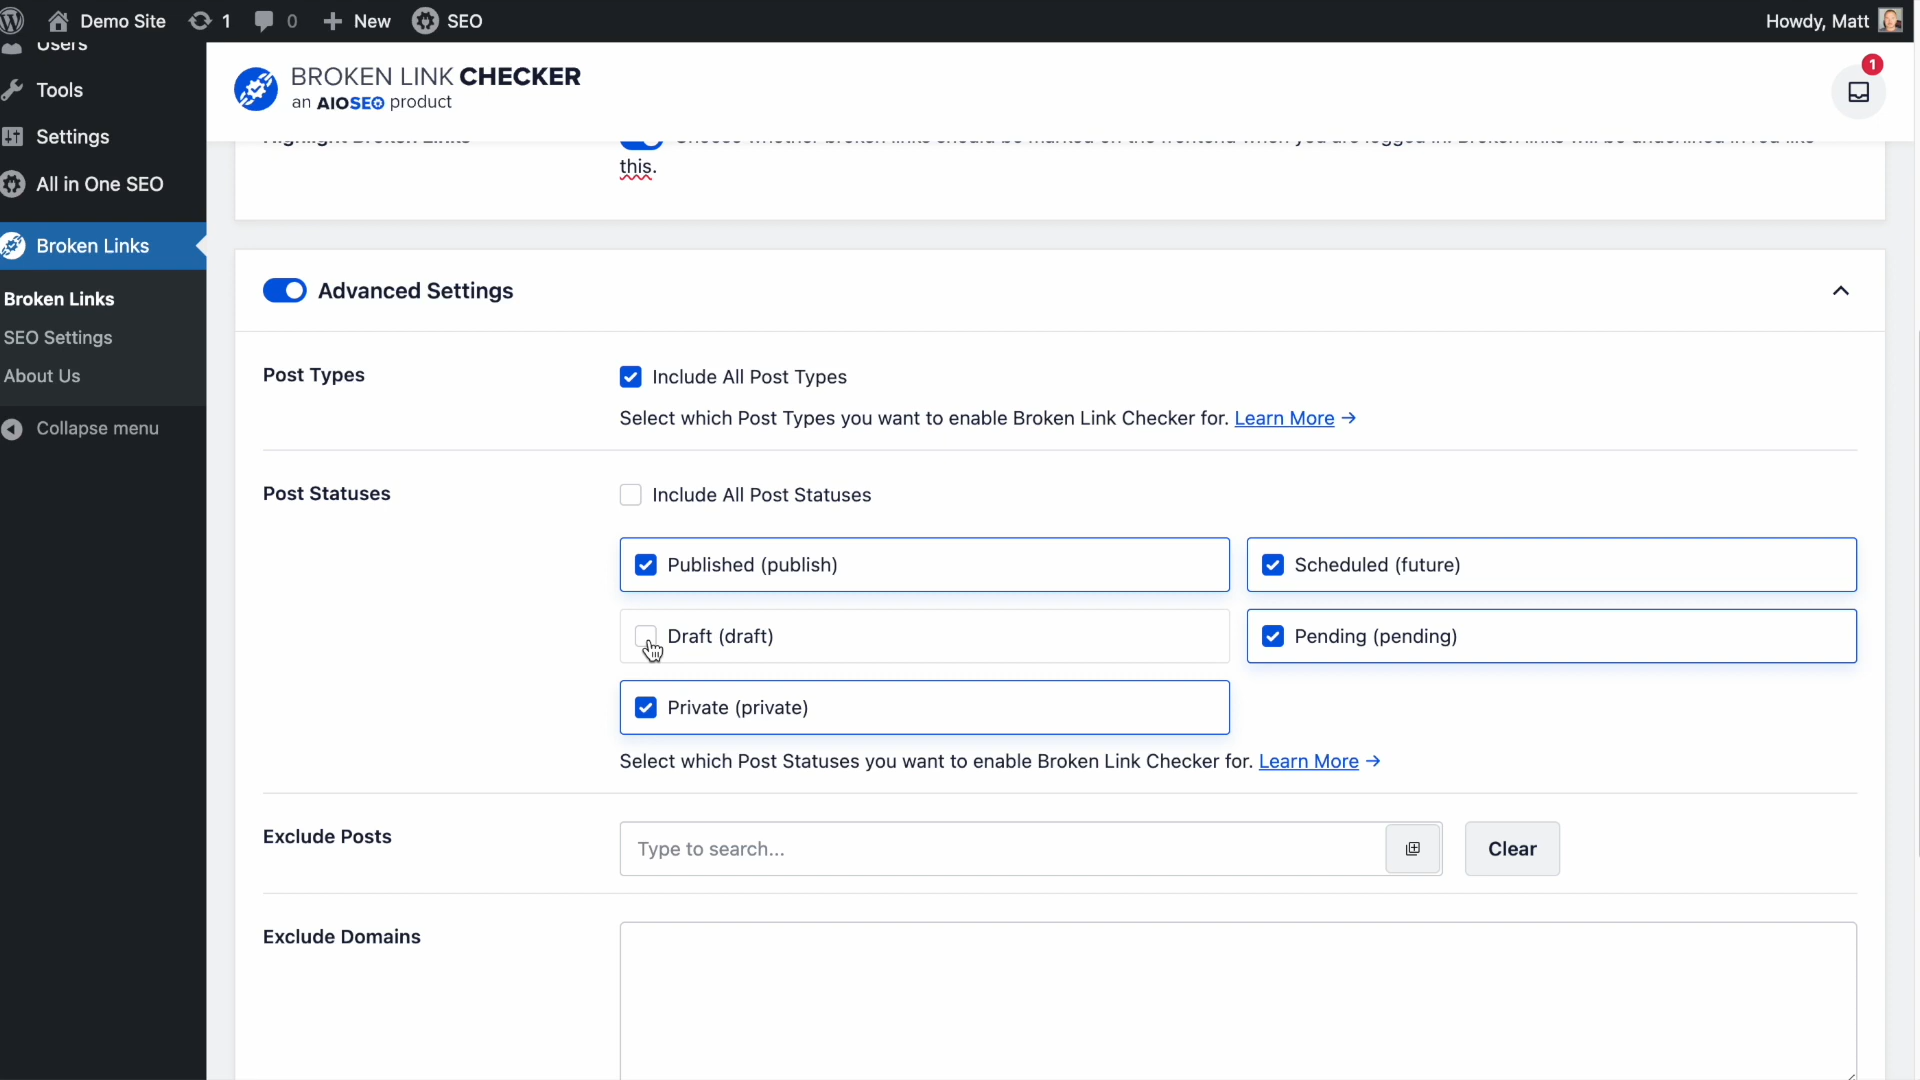 Demo Site 1 0 New SEO Howdy, Matt
Users
Tools
Settings
All in One SEO
Broken Links
Broken Links
SEO Settings
About Us
Collapse menu
BROKEN LINK CHECKER
an AIOSEO product
1
Highlight Broken Links
Choose whether broken links should be marked on the frontend when you are logged in. Broken links will be underlined in red like
this.
Advanced Settings
Post Types
Include All Post Types
Select which Post Types you want to enable Broken Link Checker for. Learn More →
Post Statuses
Include All Post Statuses
Published (publish)
Scheduled (future)
Draft (draft)
Pending (pending)
Private (private)
Select which Post Statuses you want to enable Broken Link Checker for. Learn More →
Exclude Posts
Type to search...
Clear
Exclude Domains